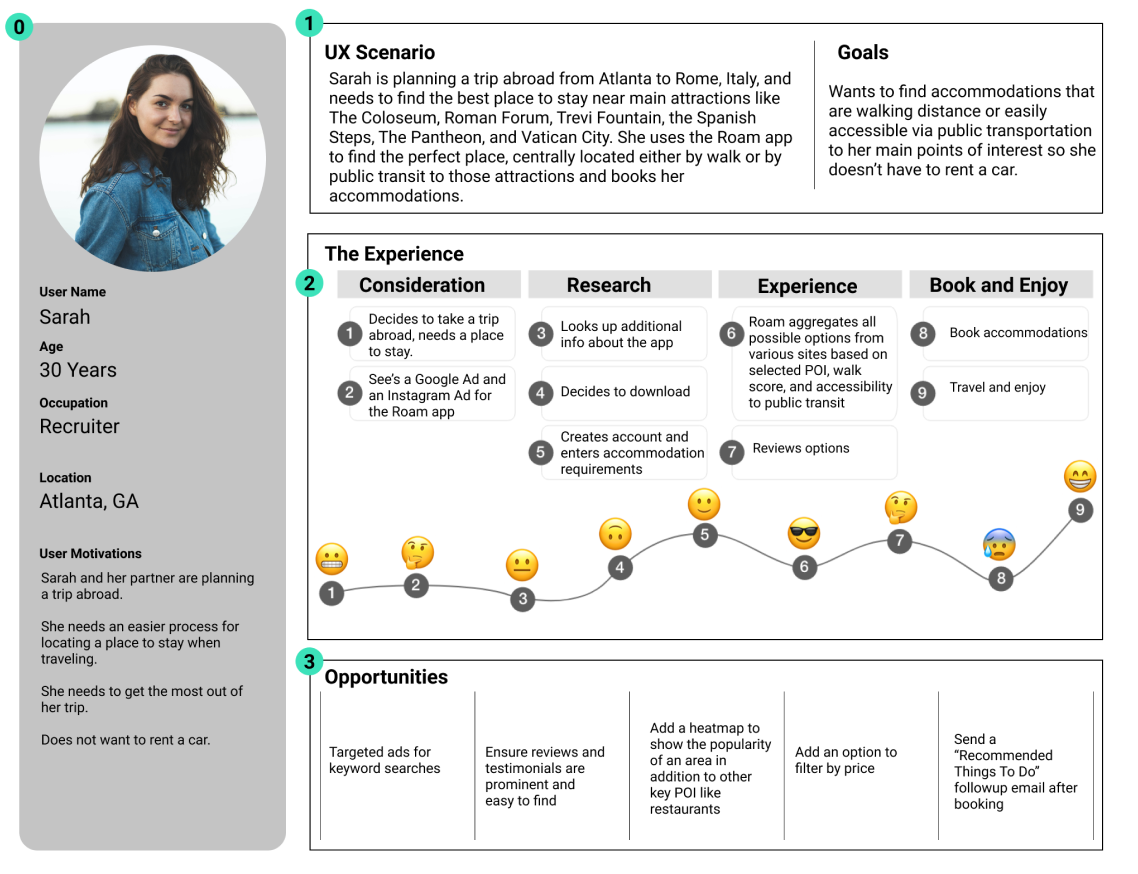 0
User Name
Sarah
Age
30 Years
Occupation
Recruiter
Location
Atlanta, GA
User Motivations
Sarah and her partner are planning
a trip abroad.
She needs an easier process for
locating a place to stay when
traveling.
She needs to get the most out of
her trip.
Does not want to rent a car.
1
UX Scenario
Sarah is planning a trip abroad from Atlanta to Rome, Italy, and
needs to find the best place to stay near main attractions like
The Coloseum, Roman Forum, Trevi Fountain, the Spanish
Steps, The Pantheon, and Vatican City. She uses the Roam app
to find the perfect place, centrally located either by walk or by
public transit to those attractions and books her
accommodations.
Goals
Wants to find accommodations that
are walking distance or easily
accessible via public transportation
to her main points of interest so she
doesn't have to rent a car.
2
The Experience
Consideration
1
Decides to take a trip
abroad, needs a place
to stay.
2
See's a Google Ad and
an Instagram Ad for
the Roam app
Research
3
Looks up additional
info about the app
4
Decides to download
5
Creates account and
enters accommodation
requirements
Experience
6
Roam aggregates all
possible options from
various sites based on
selected POI, walk
score, and accessibility
to public transit
7
Reviews options
Book and Enjoy
8
Book accommodations
9
Travel and enjoy
1
2
3
4
5
6
7
8
9
3
Opportunities
Targeted ads for
keyword searches
Ensure reviews and
testimonials are
prominent and
easy to find
Add a heatmap to
show the popularity
of an area in
addition to other
key POI like
restaurants
Add an option to
filter by price
Send a
“Recommended
Things To Do”
followup email after
booking